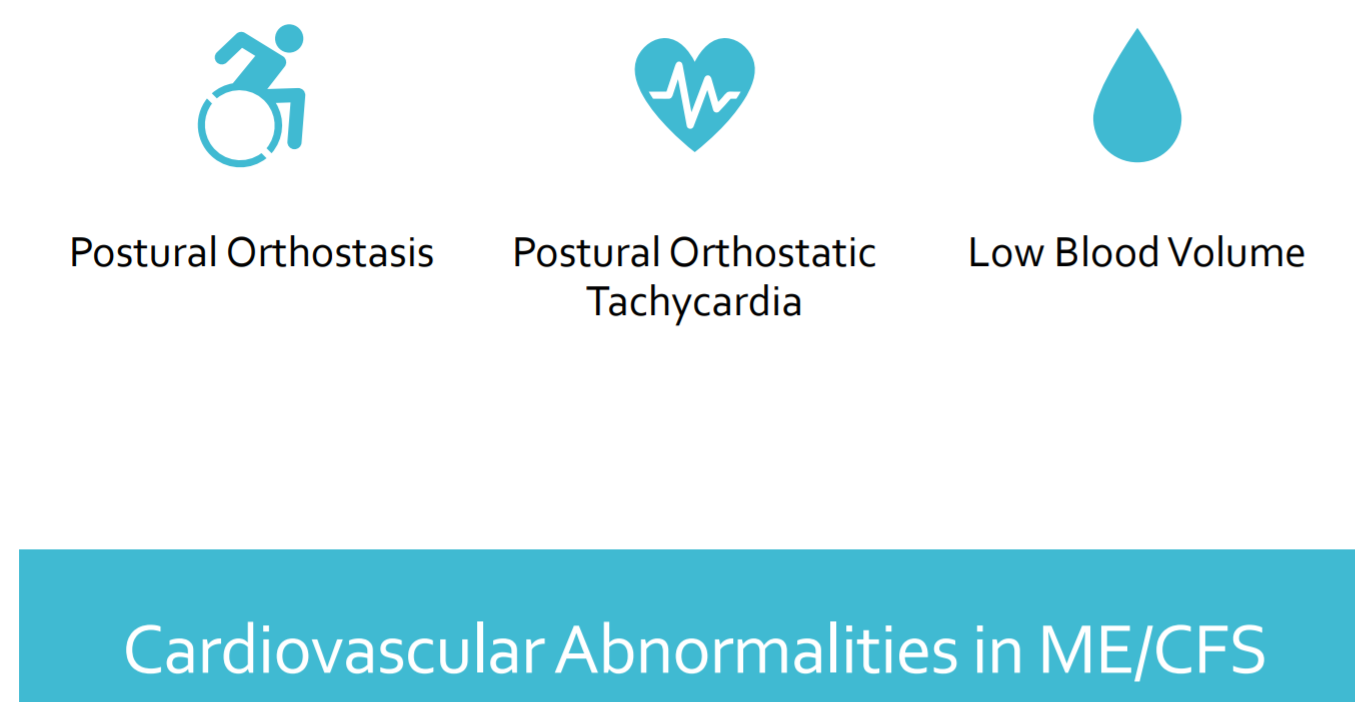 Postural Orthostasis
Postural Orthostatic
Tachycardia
Low Blood Volume
Cardiovascular Abnormalities in ME/CFS